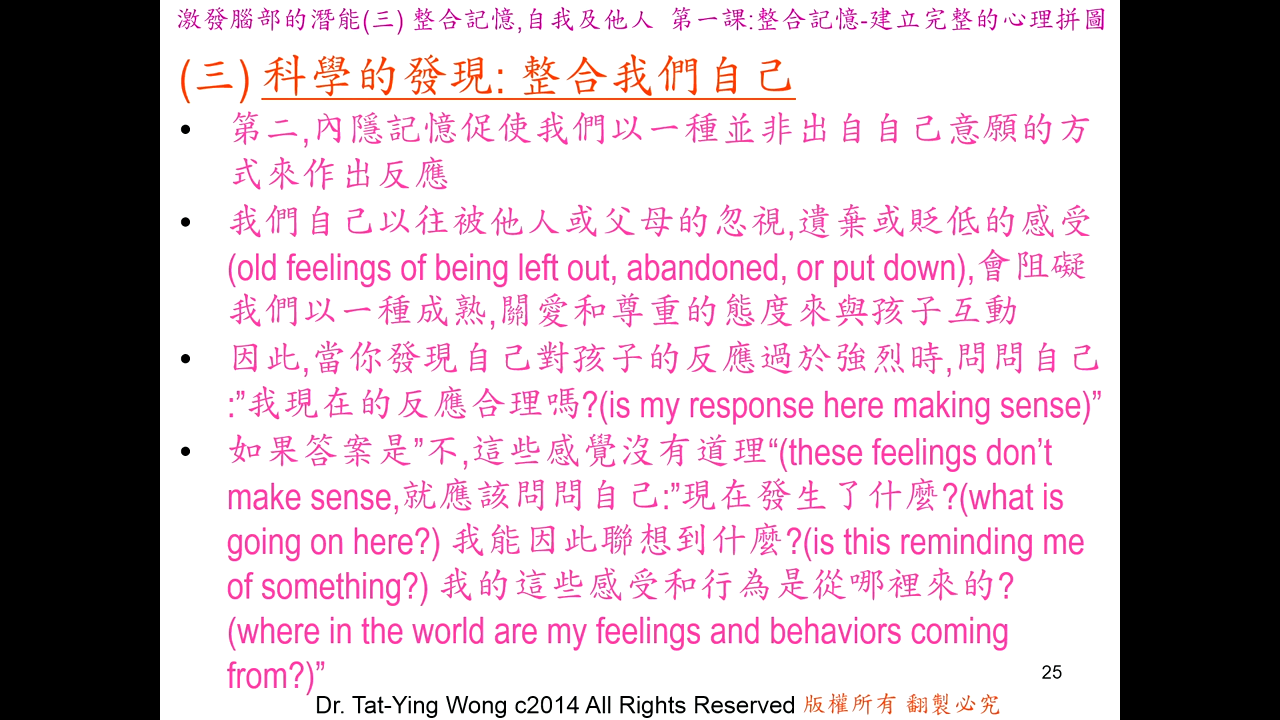 激發腦部的潛能(三) 整合記憶,自我及他人 第一課:整合記憶-建立完整的心理拼圖
(三) 科學的發現: 整合我們自己
• 第二,內隱記憶促使我們以一種並非出自自己意願的方
式來作出反應
• 我們自己以往被他人或父母的忽視,遺棄或貶低的感受
(old feelings of being left out, abandoned, or put down),會阻礙
我們以一種成熟,關愛和尊重的態度來與孩子互動
• 因此,當你發現自己對孩子的反應過於強烈時,問問自己
:”我現在的反應合理嗎?(is my response here making sense)”
• 如果答案是”不,這些感覺沒有道理“(these feelings don’t
make sense,就應該問問自己:”現在發生了什麼?(what is
going on here?) 我能因此聯想到什麼?(is this reminding me
of something?) 我的這些感受和行為是從哪裡來的?
(where in the world are my feelings and behaviors coming
from?)”
25
Dr. Tat-Ying Wong c2014 All Rights Reserved 版權所有 翻製必究